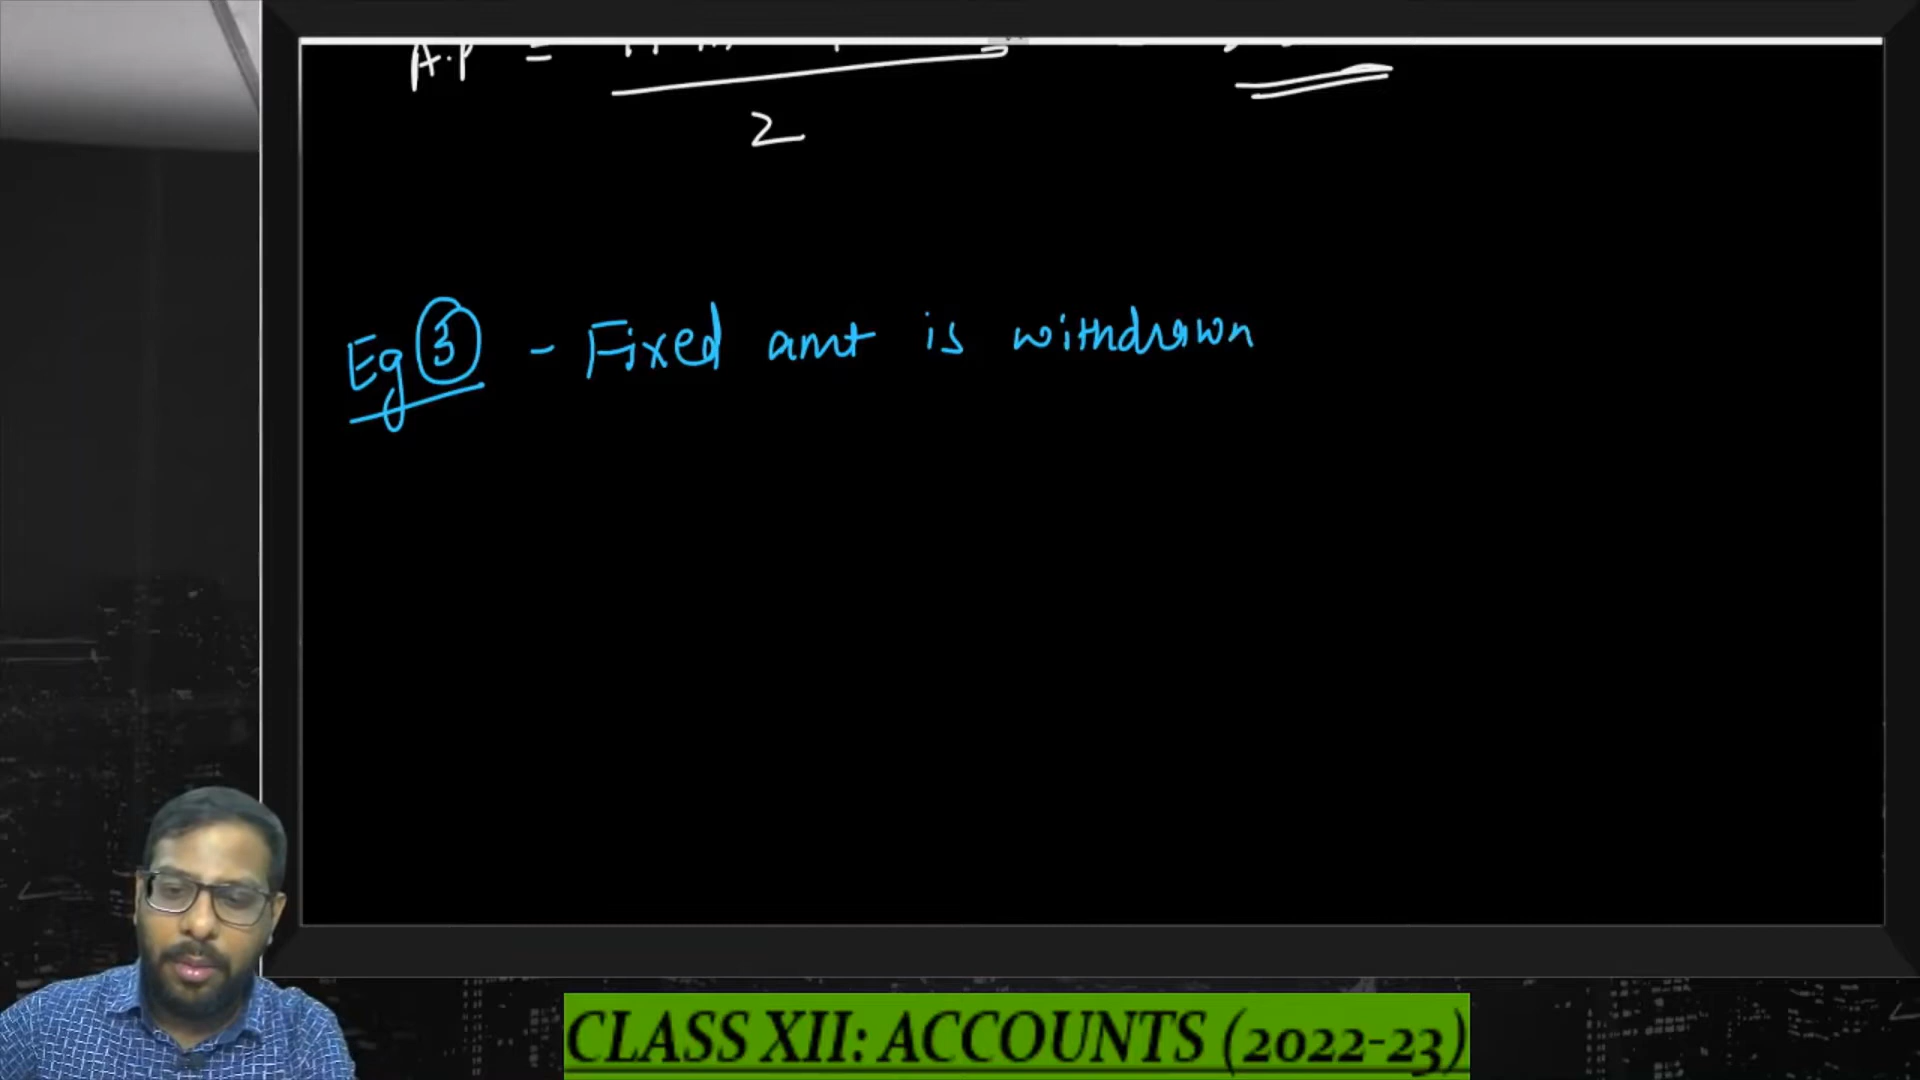 A.P =
2
Eg 3 - Fixed amt is withdrawn
CLASS XII: ACCOUNTS (2022-23)